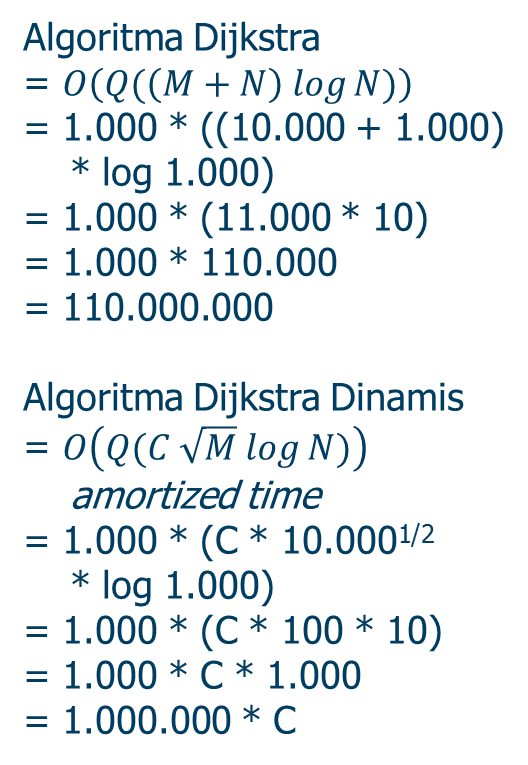 Algoritma Dijkstra
= O(Q((M + N) log N))
= 1.000 * ((10.000 + 1.000)
* log 1.000)
= 1.000 * (11.000 * 10)
= 1.000 * 110.000
= 110.000.000
Algoritma Dijkstra Dinamis
= O(Q(C √M log N))
amortized time
= 1.000 * (C * 10.000^1/2
* log 1.000)
= 1.000 * (C * 100 * 10)
= 1.000 * C * 1.000
= 1.000.000 * C